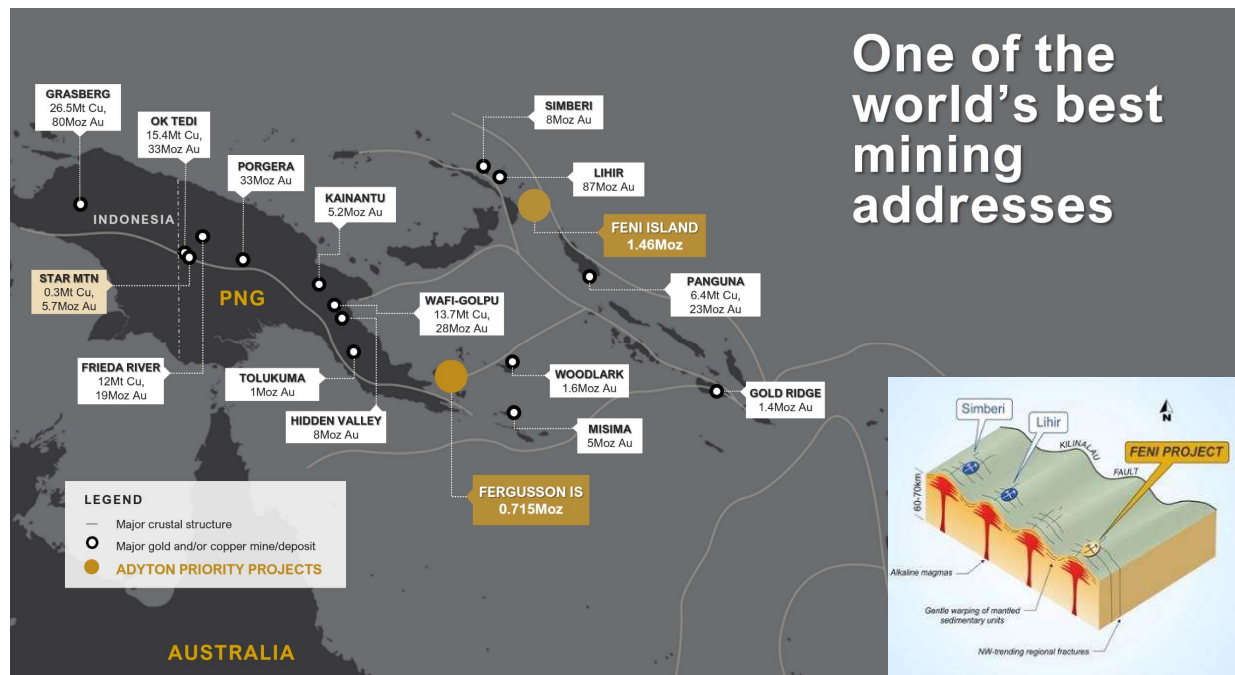 One of the
world’s best
mining
addresses
GRASBERG
26.5Mt Cu,
80Moz Au
OK TEDI
15.4Mt Cu,
33Moz Au
PORGERA
33Moz Au
KAINANTU
5.2Moz Au
SIMBERI
8Moz Au
LIHIR
87Moz Au
INDONESIA
FENI ISLAND
1.46Moz
STAR MTN
0.3Mt Cu,
5.7Moz Au
PNG
WAFI-GOLPU
13.7Mt Cu,
28Moz Au
PANGUNA
6.4Mt Cu,
23Moz Au
FRIEDA RIVER
12Mt Cu,
19Moz Au
TOLUKUMA
1Moz Au
HIDDEN VALLEY
8Moz Au
WOODLARK
1.6Moz Au
MISIMA
5Moz Au
GOLD RIDGE
1.4Moz Au
FERGUSSON IS
0.715Moz
LEGEND
Major crustal structure
Major gold and/or copper mine/deposit
ADYTON PRIORITY PROJECTS
AUSTRALIA
Simberi
Lihir
N
KILINALAU
FAULT
FENI PROJECT
60-70km
Alkaline magmas
Gentle warping of mantled
sedimentary units
NW-trending regional fractures